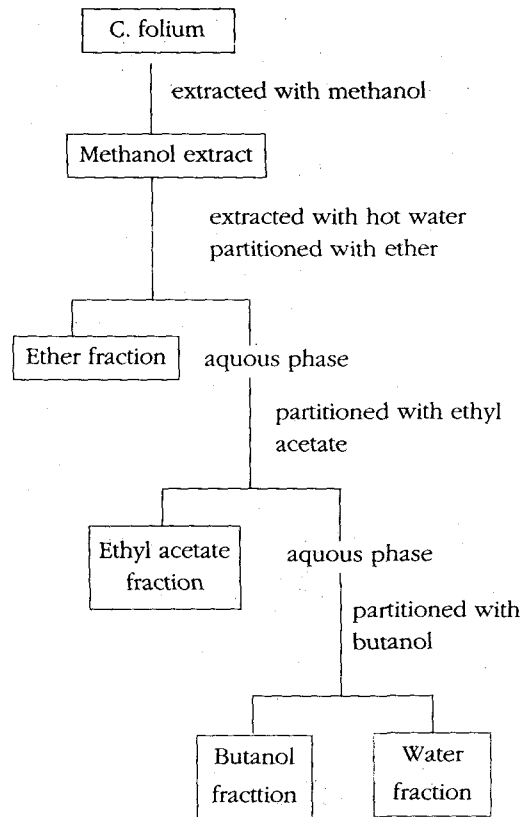 C. folium
extracted with methanol
Methanol extract
extracted with hot water
partitioned with ether
Ether fraction
aquous phase
partitioned with ethyl
acetate
Ethyl acetate
fraction
aquous phase
partitioned with
butanol
Butanol
fracttion
Water
fraction